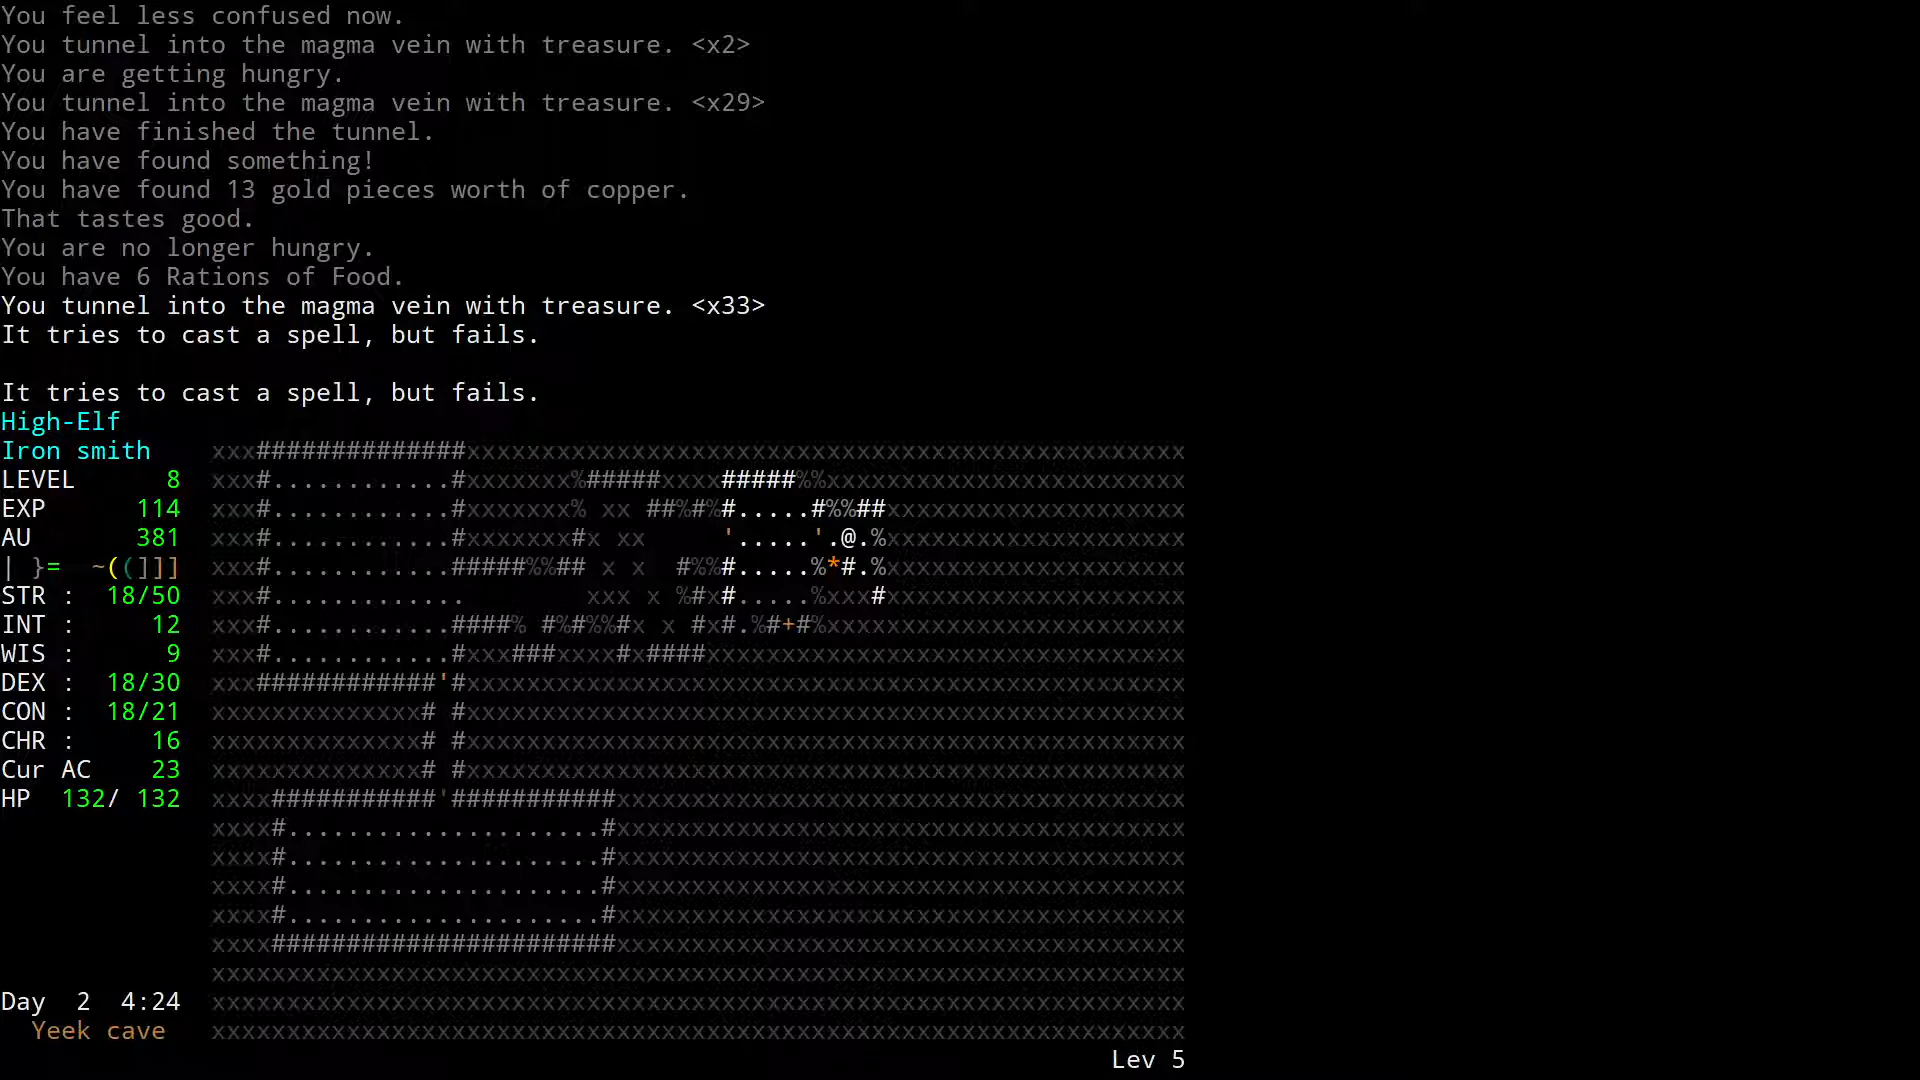 You feel less confused now.
You tunnel into the magma vein with treasure. <x2>
You are getting hungry.
You tunnel into the magma vein with treasure. <x29>
You have finished the tunnel.
You have found something!
You have found 13 gold pieces worth of copper.
That tastes good.
You are no longer hungry.
You have 6 Rations of Food.
You tunnel into the magma vein with treasure. <x33>
It tries to cast a spell, but fails.
It tries to cast a spell, but fails.
High-Elf
Iron smith
LEVEL 8
EXP 114
AU 381
| }= ~((]]]
STR : 18/50
INT : 12
WIS : 9
DEX : 18/30
CON : 18/21
CHR : 16
Cur AC 23
HP 132/ 132
Day 2 4:24
Yeek cave
Lev 5